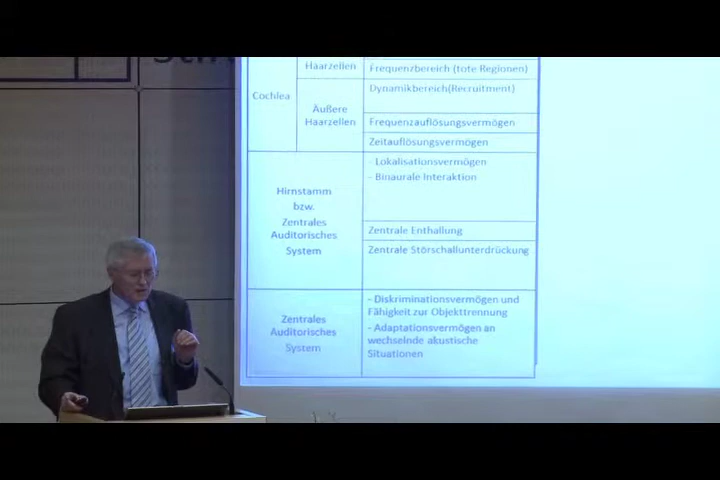 Haarzellen
Frequenzbereich (tote Regionen)
Cochlea
Dynamikbereich(Recruitment)
Äußere
Haarzellen
Frequenzauflösungsvermögen
Zeitauflösungsvermögen
Hirnstamm
bzw.
Zentrales
Auditorisches
System
- Lokalisationsvermögen
- Binaurale Interaktion
Zentrale Enthallung
Zentrale Störschallunterdrückung
Zentrales
Auditorisches
System
- Diskriminationsvermögen und
Fähigkeit zur Objekttrennung
- Adaptationsvermögen an
wechselnde akustische
Situationen